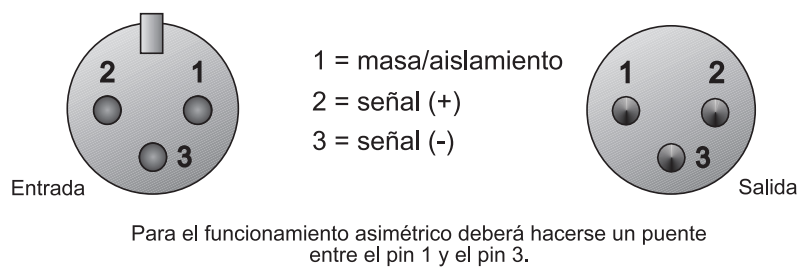 2 1
3
Entrada
1 = masa/aislamiento
2 = señal (+)
3 = señal (-)
1 2
3
Salida
Para el funcionamiento asimétrico deberá hacerse un puente
entre el pin 1 y el pin 3.